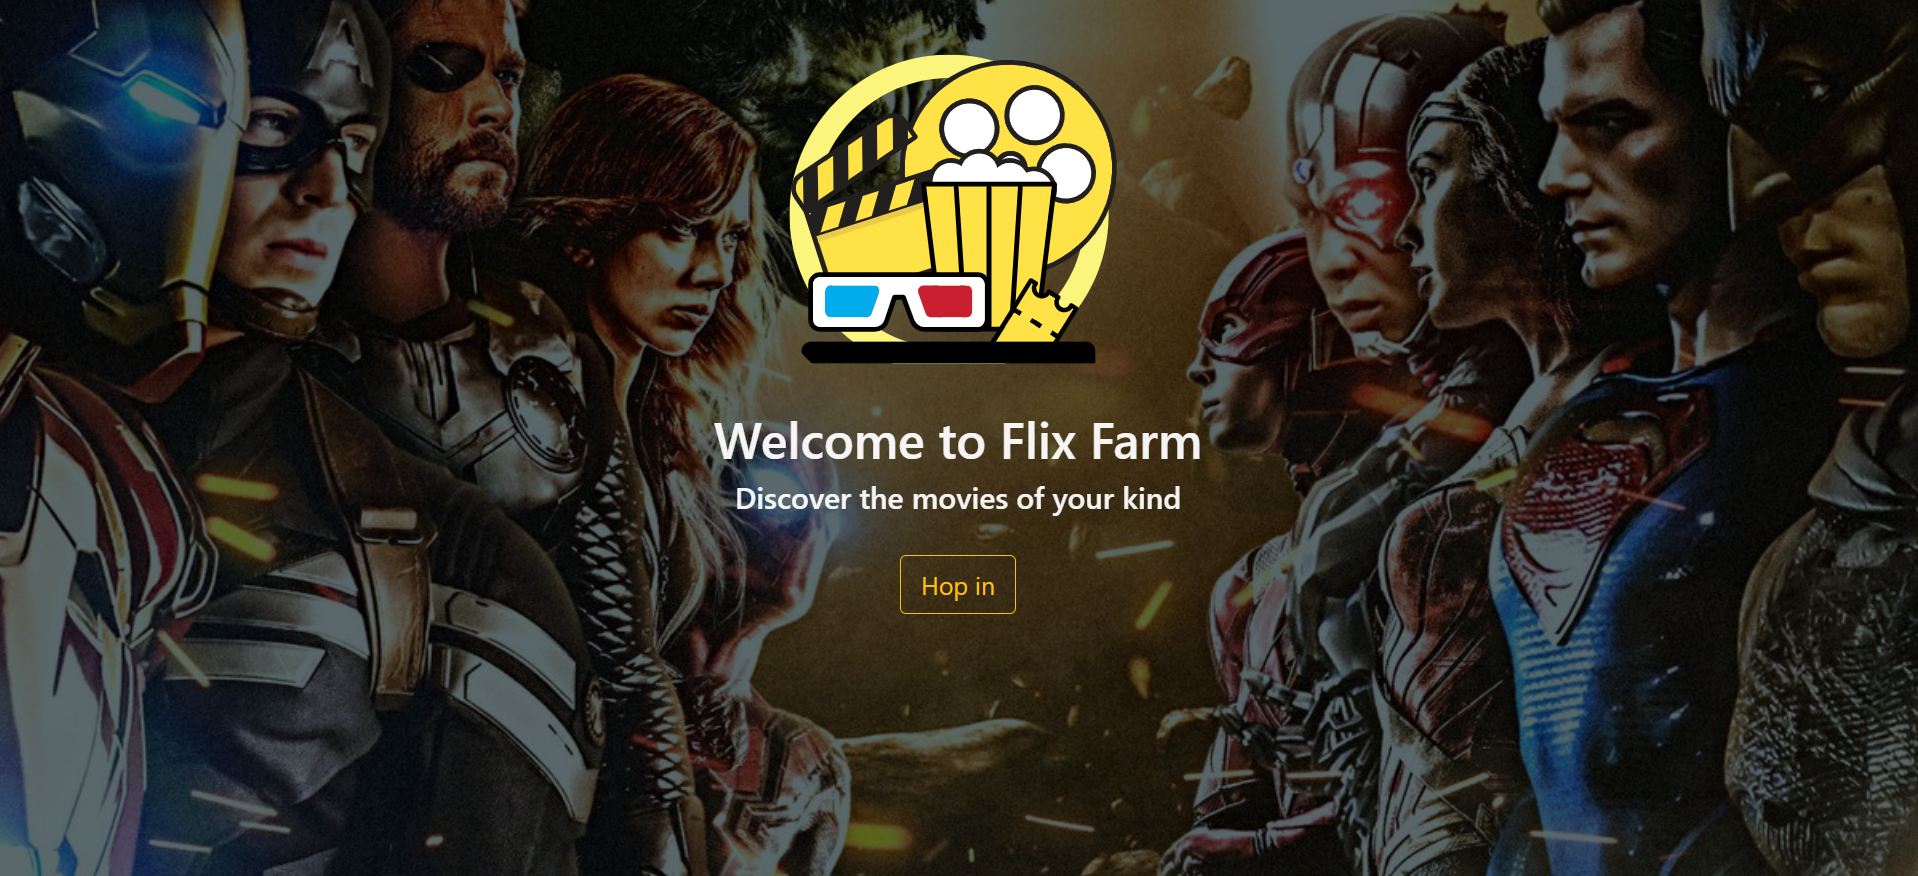 A
Welcome to Flix Farm
Discover the movies of your kind
Hop in